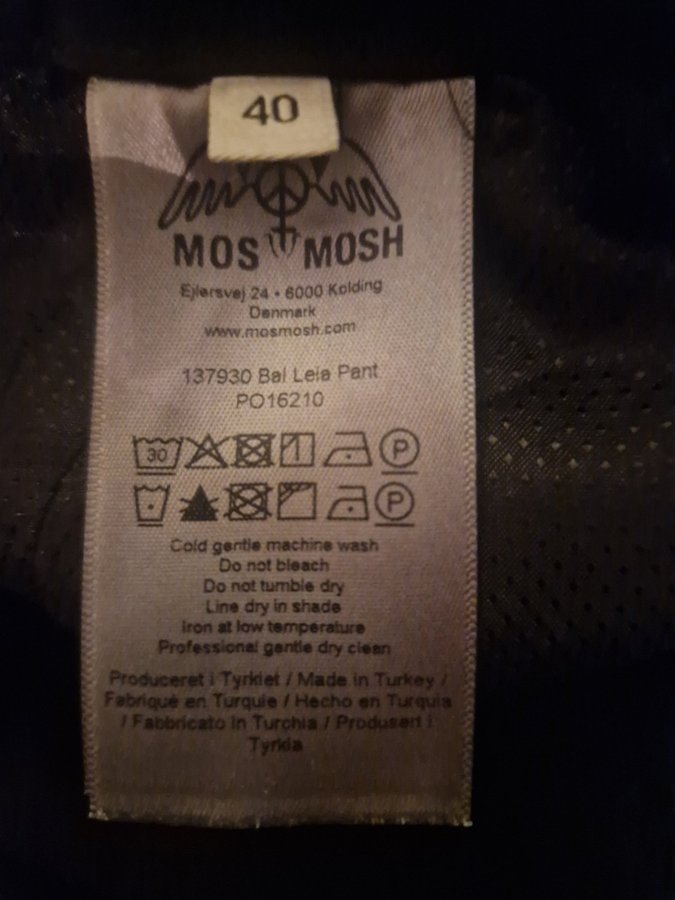 40
MOS MOSH
Ejlersvej 24 • 6000 Kolding
Denmark
www.mosmosh.com
137930 Bal Leia Pant
PO16210
30 P
P
Cold gentle machine wash
Do not bleach
Do not tumble dry
Line dry in shade
Iron at low temperature
Professional gentle dry clean
Produceret i Tyrkiet / Made in Turkey /
Fabriqué en Turquie / Hecho en Turquia
/ Fabbricato in Turchia / Produsert i
Tyrkia